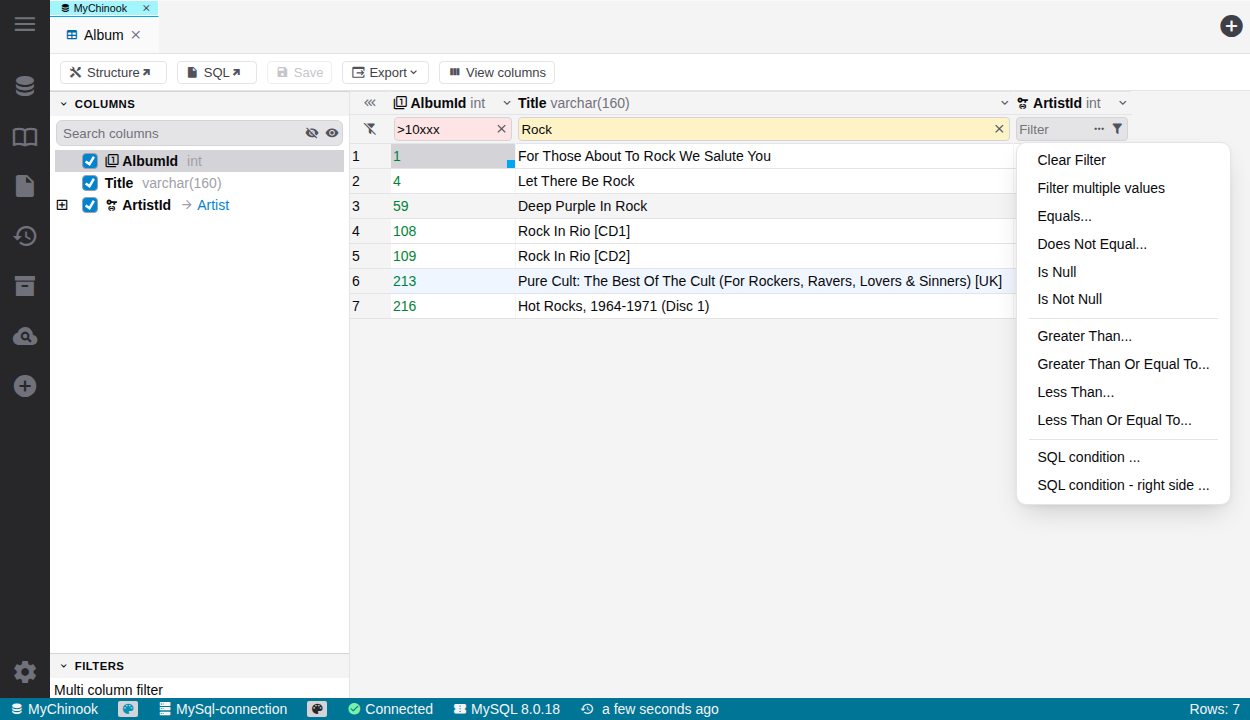 MyChinook
Album
Structure SQL Save Export View columns
COLUMNS
Search columns
AlbumId int
Title varchar(160)
ArtistId Artist
FILTERS
Multi column filter
AlbumId int Title varchar(160) ArtistId int
>10xxx Rock Filter
1 1 For Those About To Rock We Salute You
2 4 Let There Be Rock
3 59 Deep Purple In Rock
4 108 Rock In Rio [CD1]
5 109 Rock In Rio [CD2]
6 213 Pure Cult: The Best Of The Cult (For Rockers, Ravers, Lovers & Sinners) [UK]
7 216 Hot Rocks, 1964-1971 (Disc 1)
Clear Filter
Filter multiple values
Equals...
Does Not Equal...
Is Null
Is Not Null
Greater Than...
Greater Than Or Equal To...
Less Than...
Less Than Or Equal To...
SQL condition ...
SQL condition - right side ...
MyChinook MySql-connection Connected MySQL 8.0.18 a few seconds ago Rows: 7